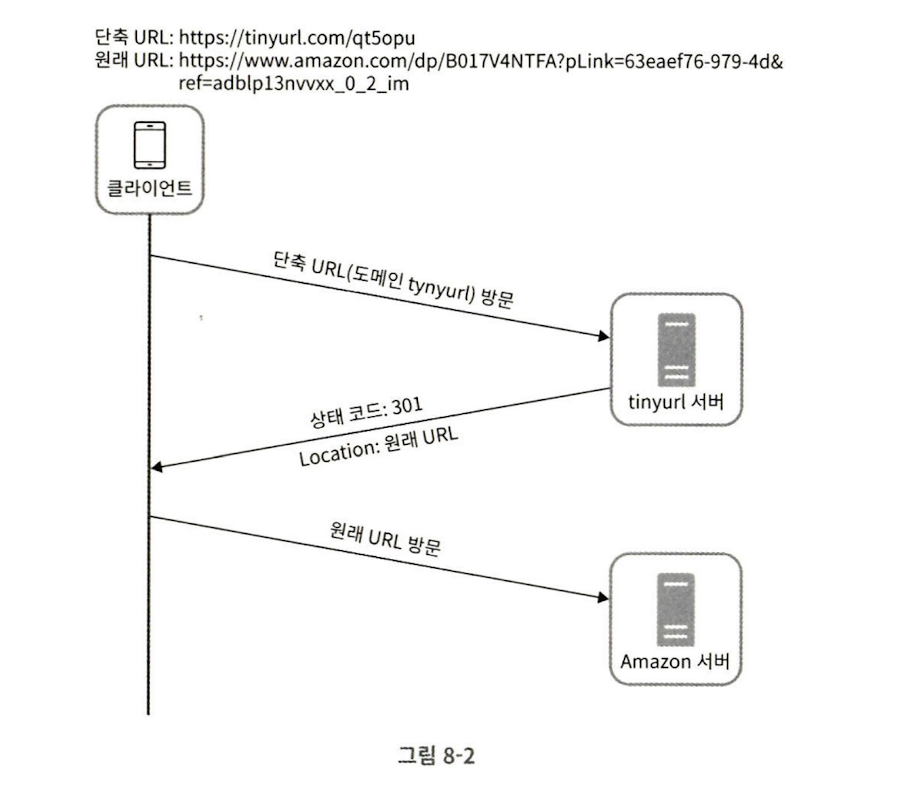 단축 URL: https://tinyurl.com/qt5opu
원래 URL: https://www.amazon.com/dp/B017V4NTFA?pLink=63eaef76-979-4d&
ref=adblp13nvvxx_0_2_im
클라이언트
단축 URL(도메인 tynyurl) 방문
tinyurl 서버
상태 코드: 301
Location: 원래 URL
원래 URL 방문
Amazon 서버
그림 8-2